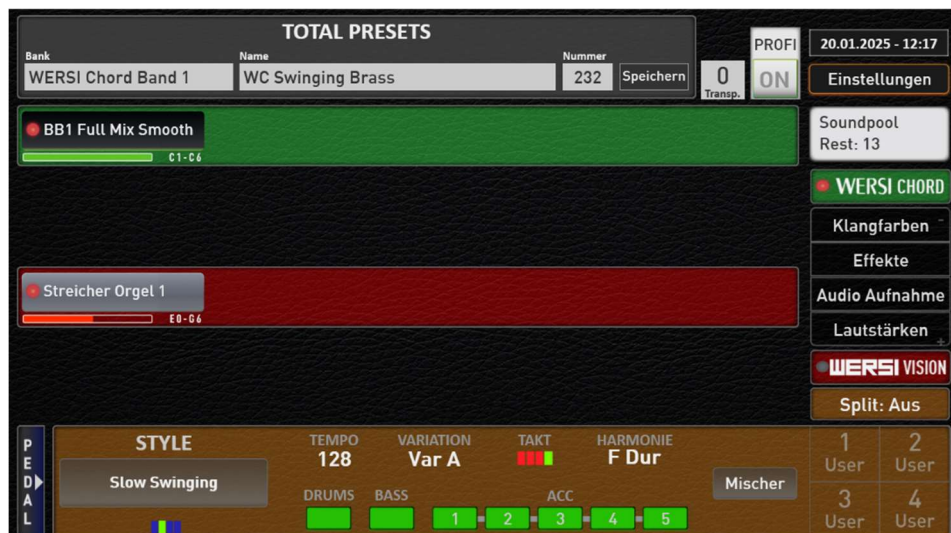 TOTAL PRESETS
Bank
Name
Nummer
WERSI Chord Band 1
WC Swinging Brass
232
Speichern
0
Transp.
PROFI
ON
20.01.2025 - 12:17
Einstellungen
BB1 Full Mix Smooth
C1-C6
Soundpool
Rest: 13
WERSI CHORD
Klangfarben -
Effekte
Audio Aufnahme
Lautstärken +
Streicher Orgel 1
E0-G6
WERSI VISION
Split: Aus
PEDAL
STYLE
Slow Swinging
TEMPO
128
VARIATION
Var A
TAKT
HARMONIE
F Dur
Mischer
DRUMS
BASS
ACC
1 2 3 4 5
1
User
2
User
3
User
4
User